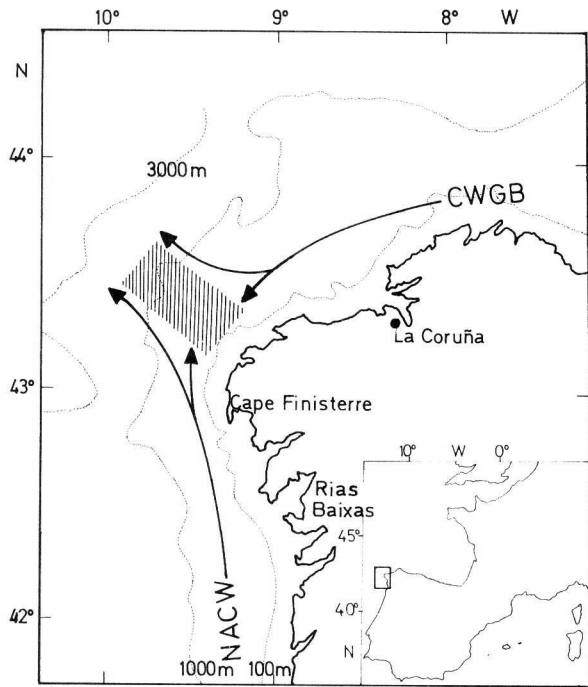 10° 9° W
N
44°
3000m
CWGB
La Coruña
43°
Cape Finisterre
Rias
Baixas
NACW
42°
1000m 100m
10° W 0°
45°
40°
N